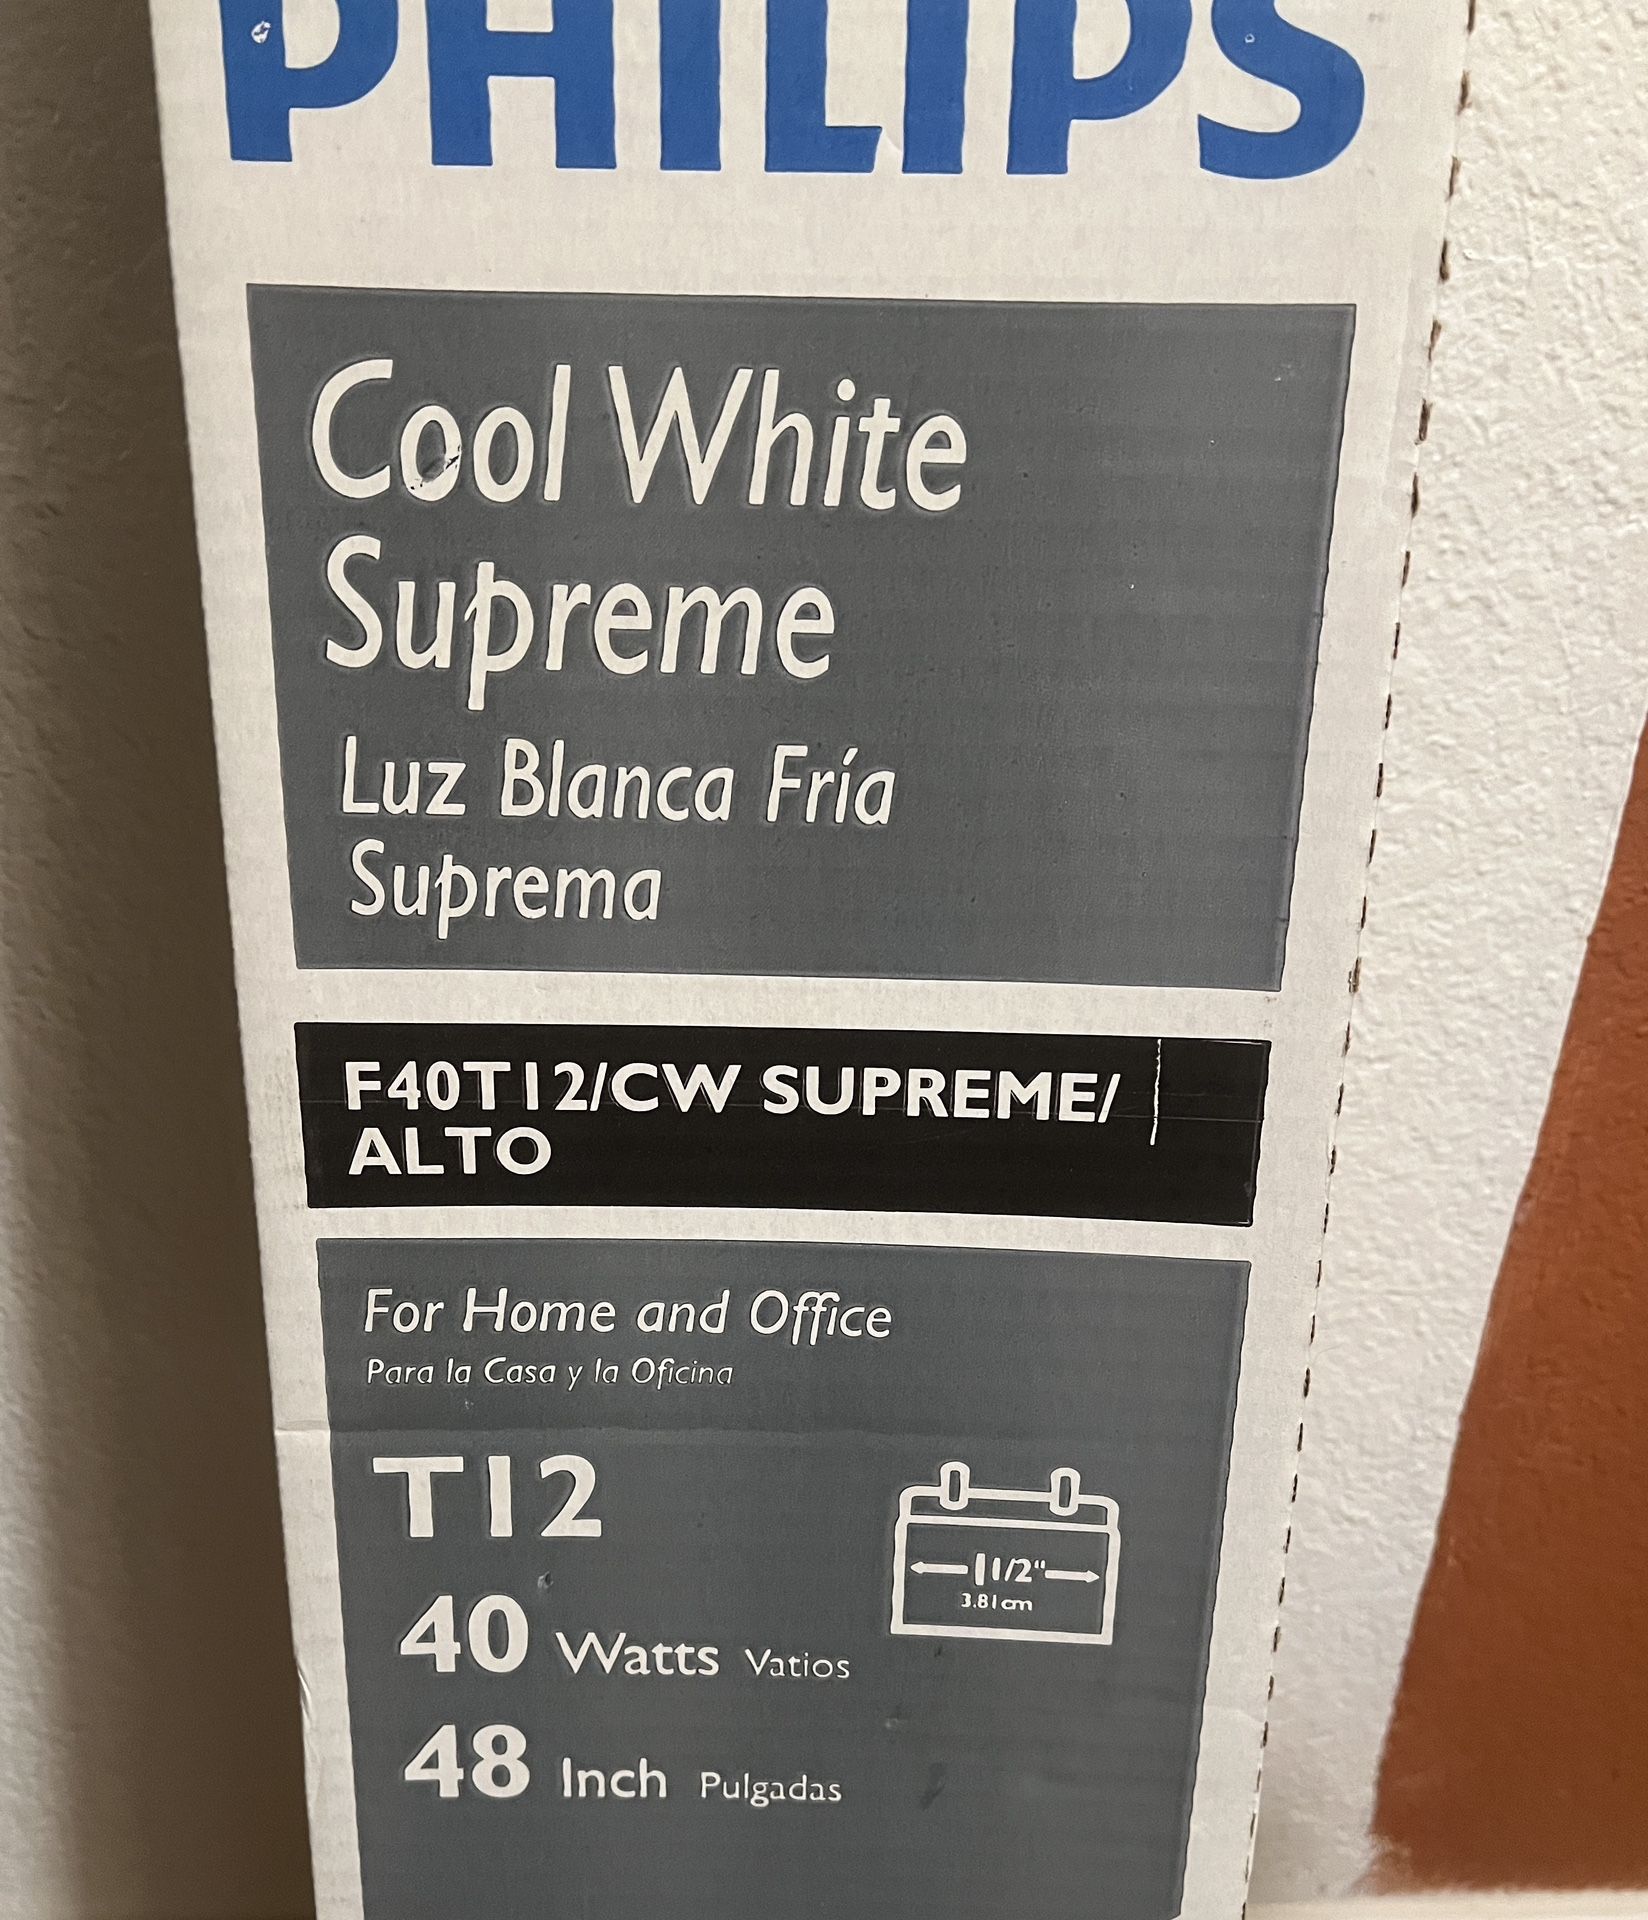 PHILIPS
Cool White
Supreme
Luz Blanca Fría
Suprema
F40T12/CW SUPREME/
ALTO
For Home and Office
Para la Casa y la Oficina
T12
1 1/2"
3.81cm
40 Watts Vatios
48 Inch Pulgadas